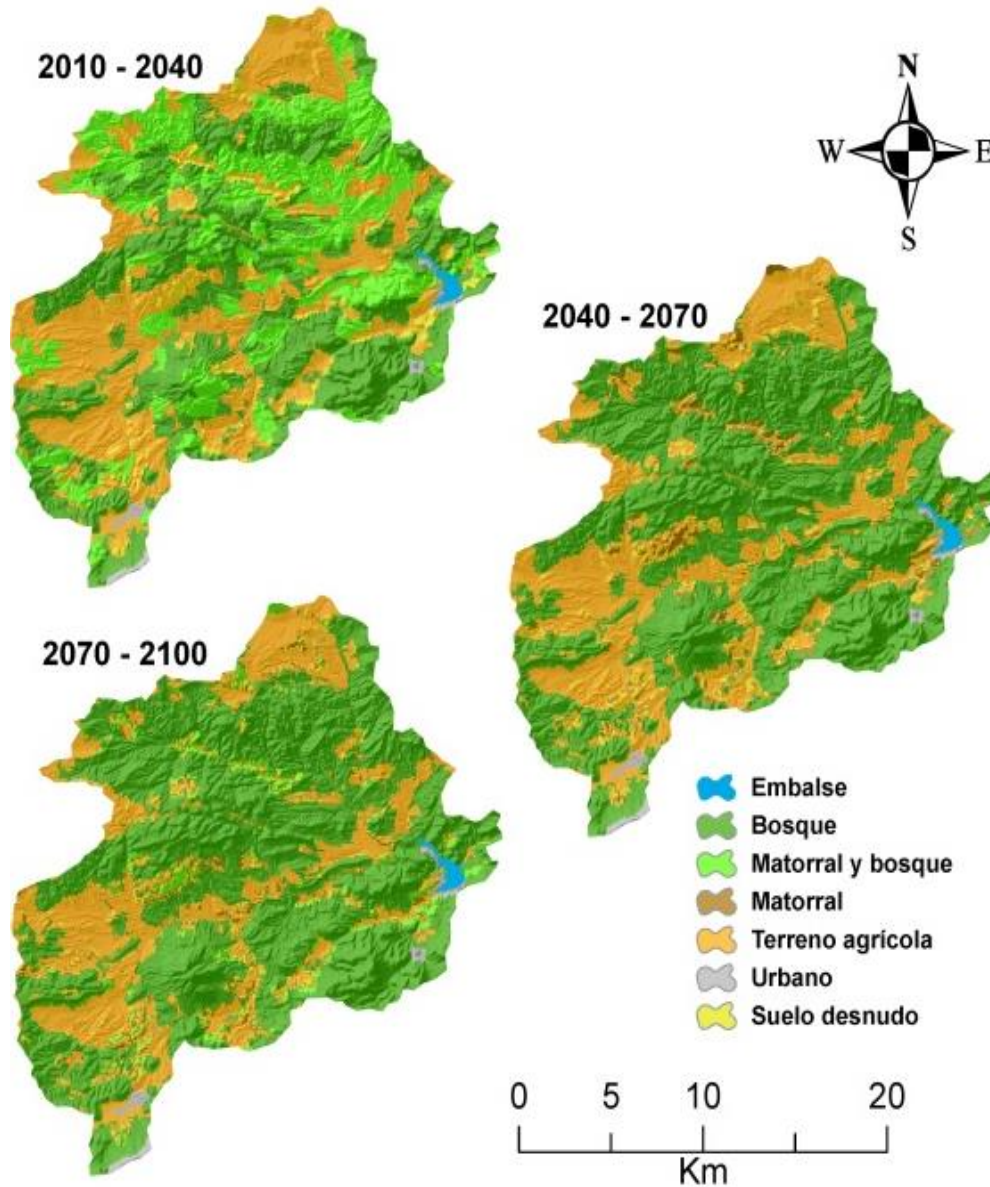 2010 - 2040
N
W E
S
2040 - 2070
2070 - 2100
Embalse
Bosque
Matorral y bosque
Matorral
Terreno agrícola
Urbano
Suelo desnudo
0 5 10 20
Km